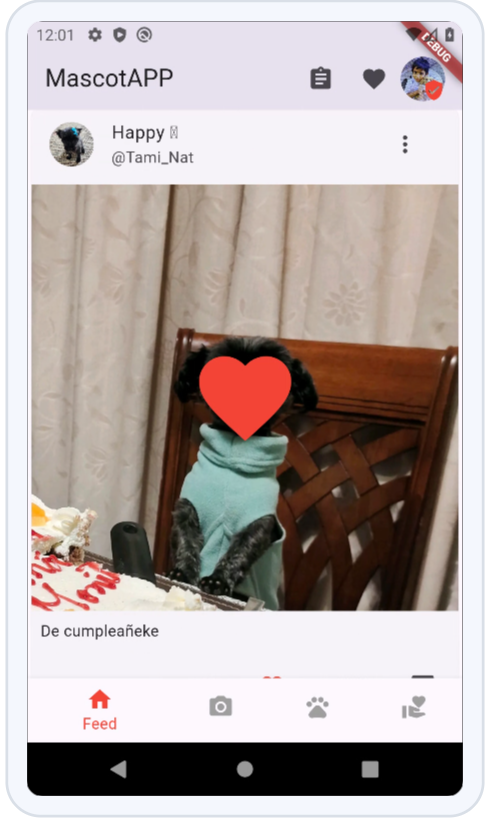 12:01
DEBUG
MascotAPP
Happy
@Tami_Nat
De cumpleañeke
Feed